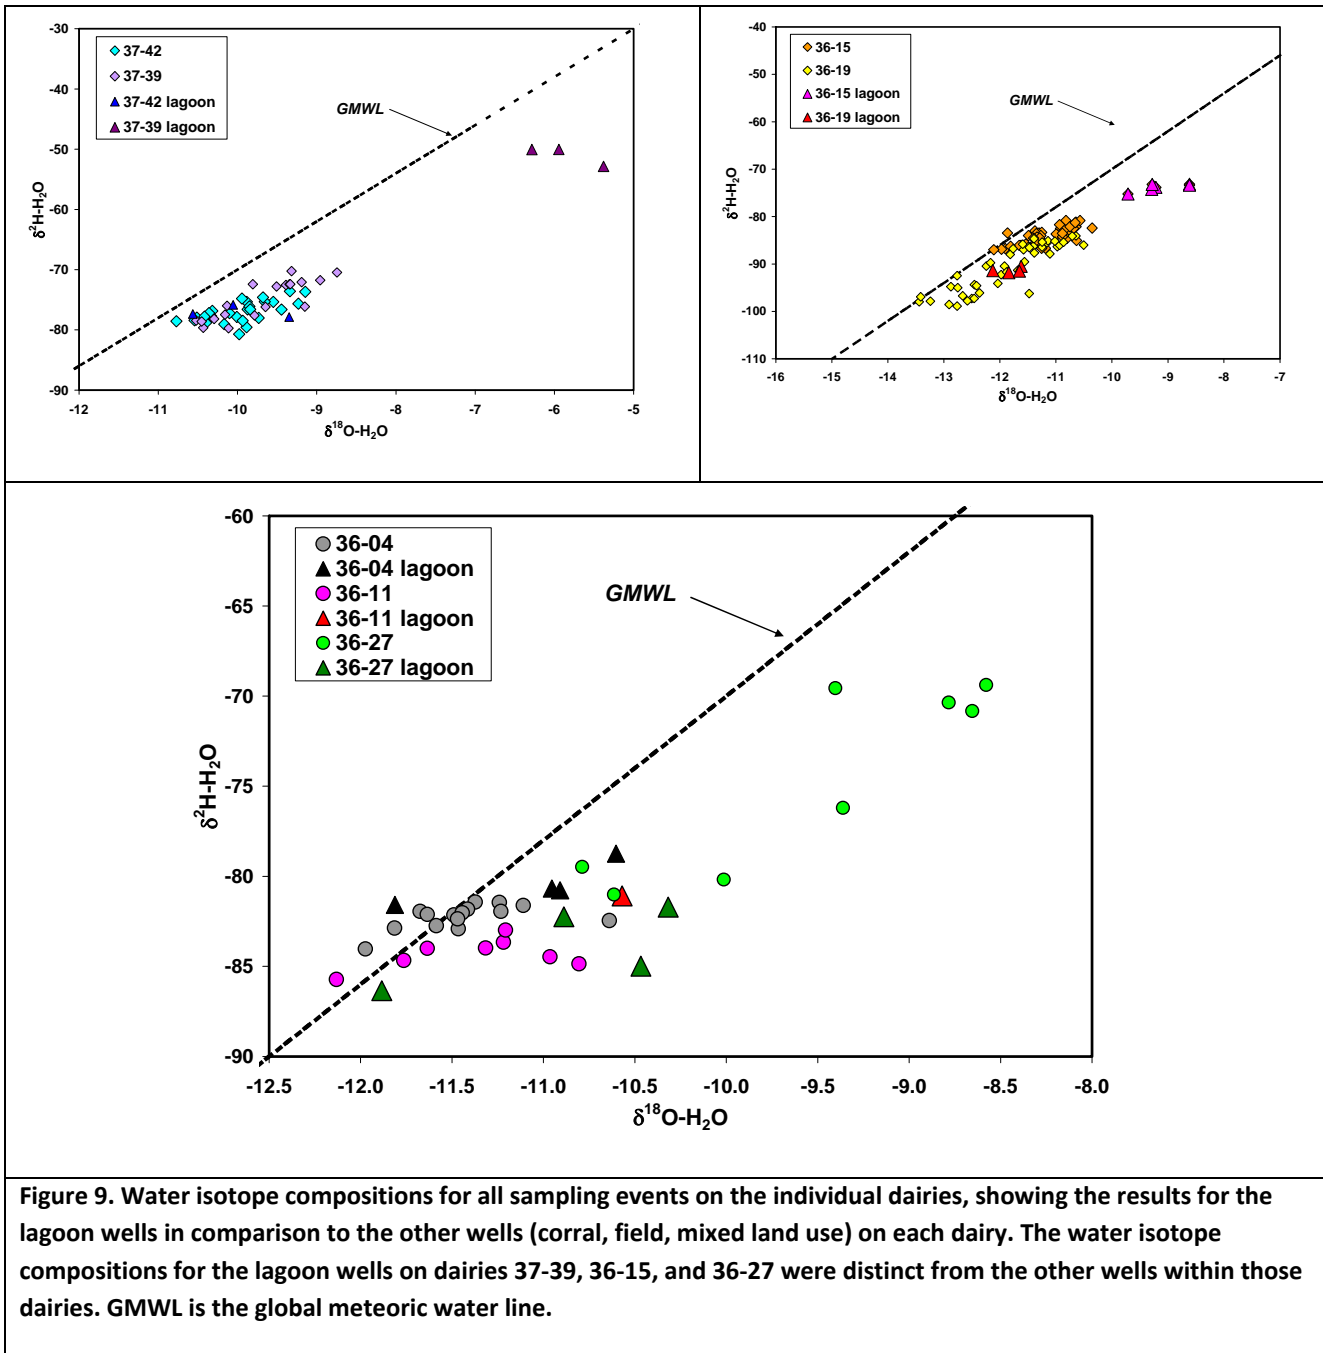 -30
-40
-50
-60
-70
-80
-90
-12
-11
-10
-9
-8
-7
-6
-5
δ²H-H₂O
δ¹⁸O-H₂O
37-42
37-39
37-42 lagoon
37-39 lagoon
GMWL
-40
-50
-60
-70
-80
-90
-100
-110
-16
-15
-14
-13
-12
-11
-10
-9
-8
-7
δ²H-H₂O
δ¹⁸O-H₂O
36-15
36-19
36-15 lagoon
36-19 lagoon
GMWL
-60
-65
-70
-75
-80
-85
-90
-12.5
-12.0
-11.5
-11.0
-10.5
-10.0
-9.5
-9.0
-8.5
-8.0
δ²H-H₂O
δ¹⁸O-H₂O
36-04
36-04 lagoon
36-11
36-11 lagoon
36-27
36-27 lagoon
GMWL
Figure 9. Water isotope compositions for all sampling events on the individual dairies, showing the results for the
lagoon wells in comparison to the other wells (corral, field, mixed land use) on each dairy. The water isotope
compositions for the lagoon wells on dairies 37-39, 36-15, and 36-27 were distinct from the other wells within those
dairies. GMWL is the global meteoric water line.